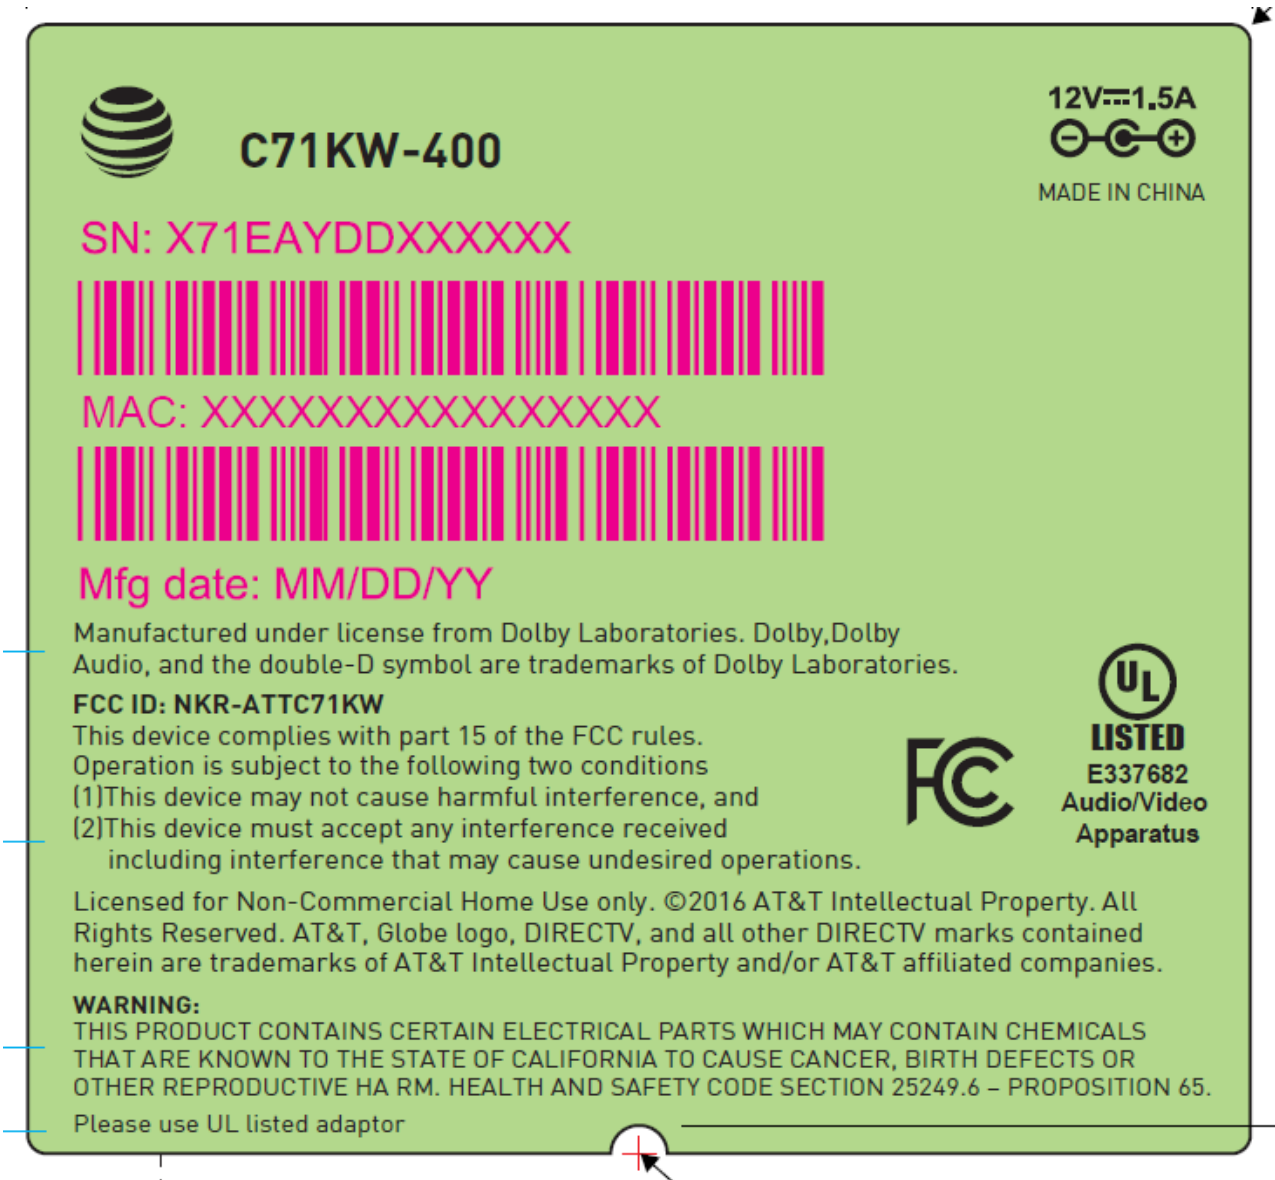 C71KW-400
12V⎓1.5A
MADE IN CHINA
SN: X71EAYDDXXXXXX
MAC: XXXXXXXXXXXXXXXX
Mfg date: MM/DD/YY
Manufactured under license from Dolby Laboratories. Dolby,Dolby
Audio, and the double-D symbol are trademarks of Dolby Laboratories.
FCC ID: NKR-ATTC71KW
This device complies with part 15 of the FCC rules.
Operation is subject to the following two conditions
(1)This device may not cause harmful interference, and
(2)This device must accept any interference received
including interference that may cause undesired operations.
FC
UL
LISTED
E337682
Audio/Video
Apparatus
Licensed for Non-Commercial Home Use only. ©2016 AT&T Intellectual Property. All
Rights Reserved. AT&T, Globe logo, DIRECTV, and all other DIRECTV marks contained
herein are trademarks of AT&T Intellectual Property and/or AT&T affiliated companies.
WARNING:
THIS PRODUCT CONTAINS CERTAIN ELECTRICAL PARTS WHICH MAY CONTAIN CHEMICALS
THAT ARE KNOWN TO THE STATE OF CALIFORNIA TO CAUSE CANCER, BIRTH DEFECTS OR
OTHER REPRODUCTIVE HA RM. HEALTH AND SAFETY CODE SECTION 25249.6 – PROPOSITION 65.
Please use UL listed adaptor